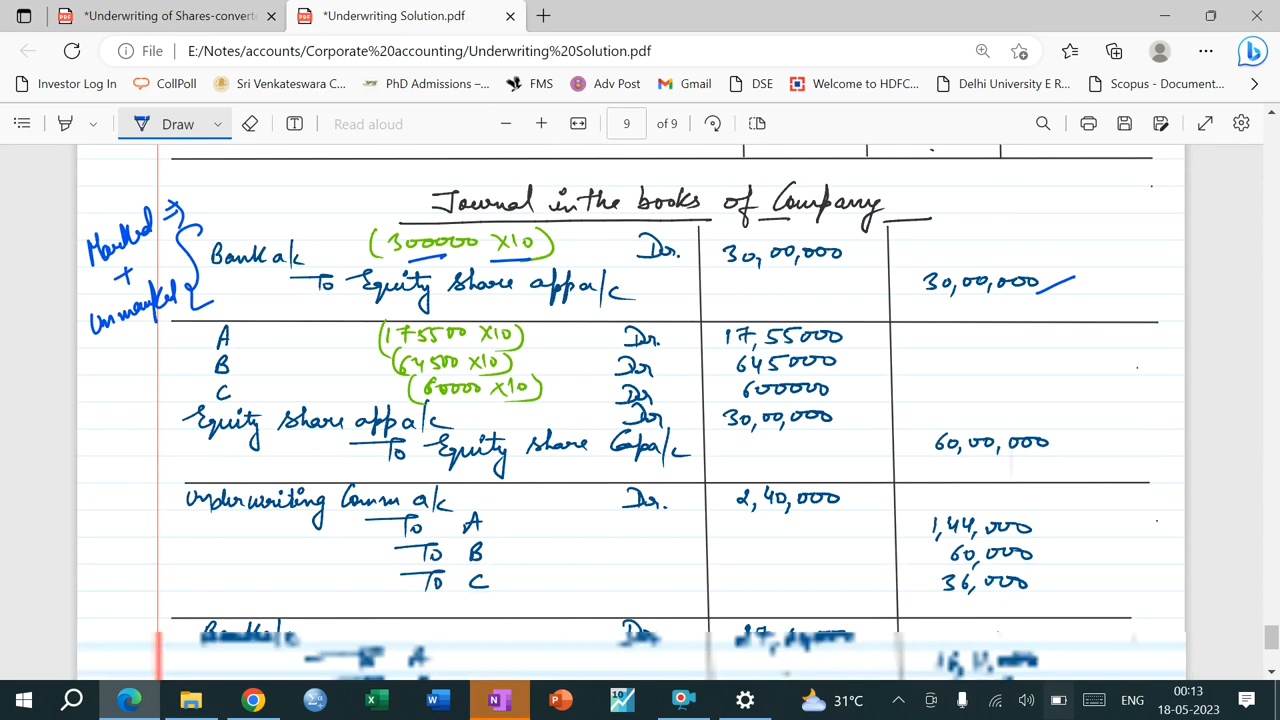 *Underwriting of Shares-converte
*Underwriting Solution.pdf
File
E:/Notes/accounts/Corporate%20accounting/Underwriting%20Solution.pdf
Investor Log In
CollPoll
Sri Venkateswara C...
PhD Admissions –...
FMS
Adv Post
Gmail
DSE
Welcome to HDFC...
Delhi University E R...
Scopus - Document...
Draw
Read aloud
9 of 9
Journal in the books of Company
Marked + Unmarked
Bank a/c (300000 X10) Dr. 30,00,000
To Equity Share app a/c 30,00,000
A (175500 X10) Dr. 17,55000
B (64500 X10) Dr 645000
C (60000 X10) Dr 600000
Equity Share app a/c Dr 30,00,000
To Equity Share Cap a/c 60,00,000
Underwriting Comm a/c Dr. 2,40,000
To A 1,44,000
To B 60,000
To C 36,000
Bank a/c Dr
To A
31°C
ENG
00:13
18-05-2023